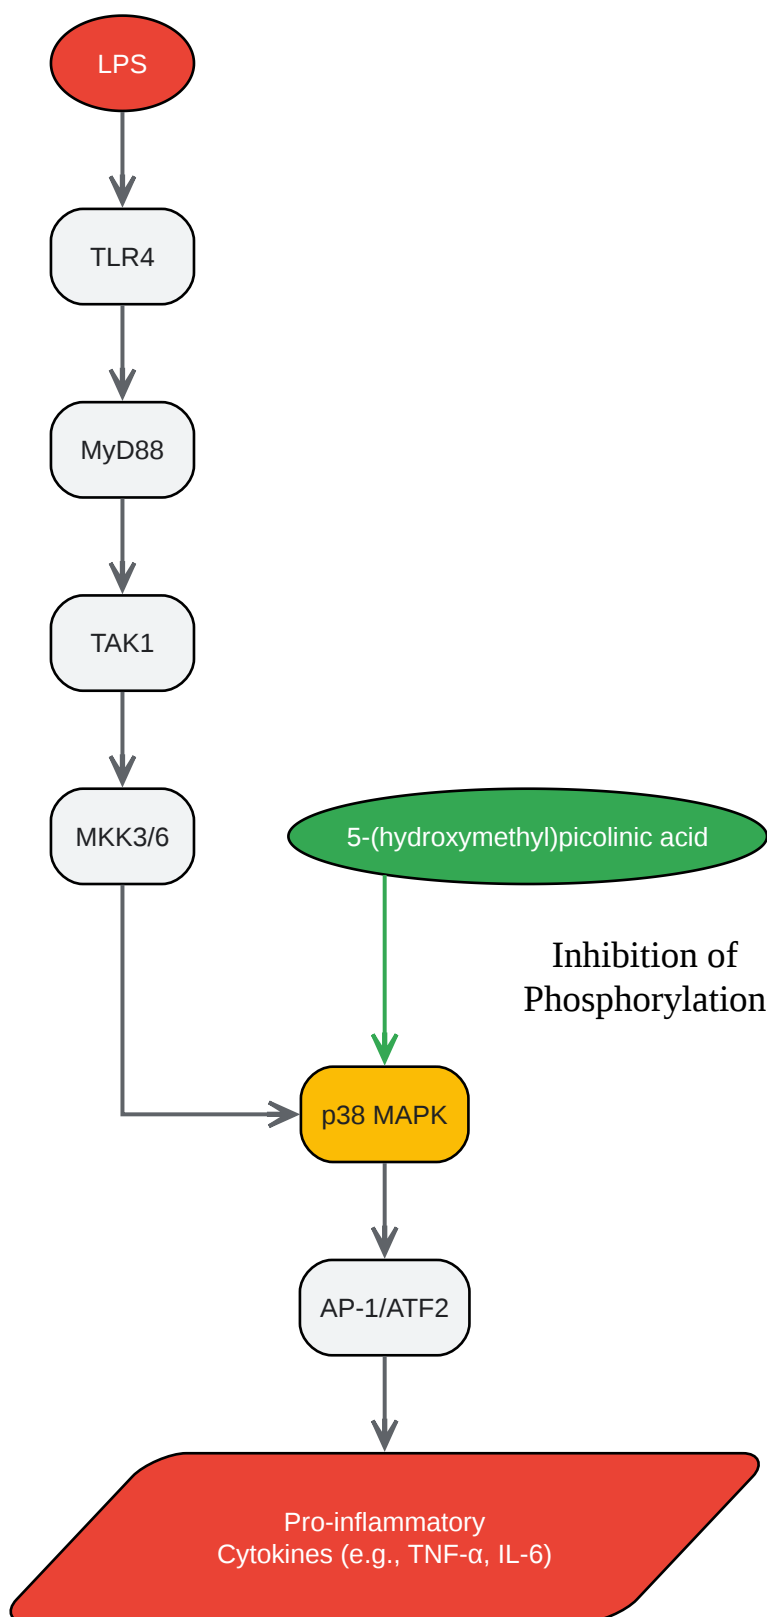 LPS
TLR4
MyD88
TAK1
MKK3/6
5-(hydroxymethyl)picolinic acid
Inhibition of
Phosphorylation
p38 MAPK
AP-1/ATF2
Pro-inflammatory
Cytokines (e.g., TNF-α, IL-6)